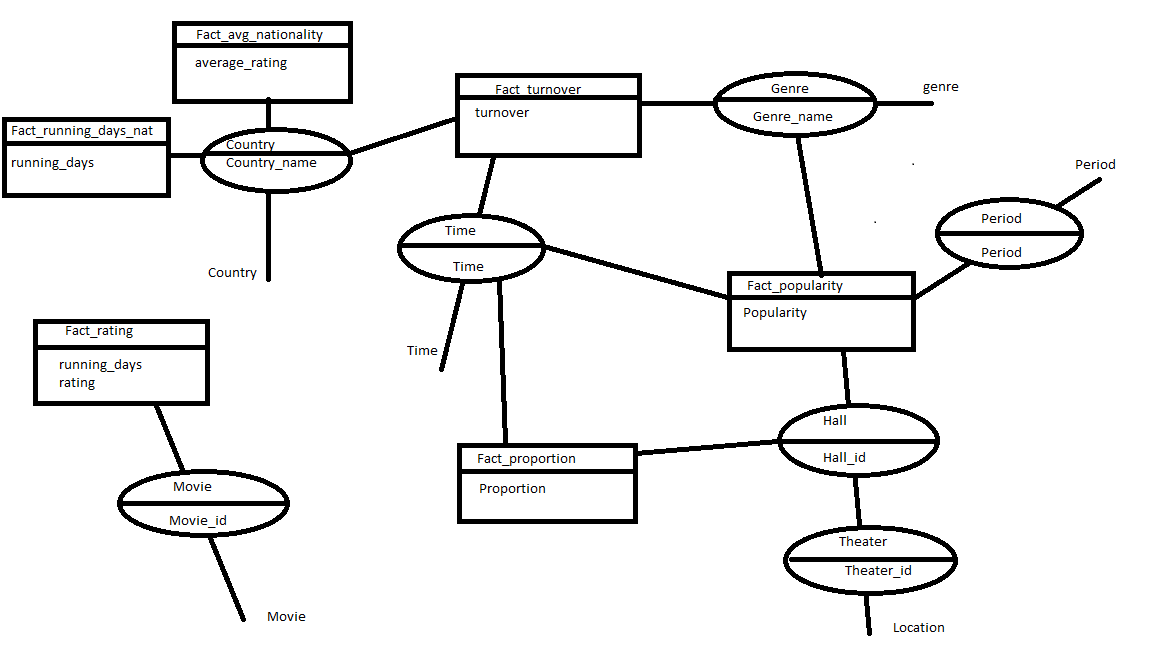 Fact_avg_nationality
average_rating
Fact_turnover
turnover
Genre
Genre_name
genre
Fact_running_days_nat
running_days
Country
Country_name
Country
Time
Time
Time
Period
Period
Period
Fact_popularity
Popularity
Fact_rating
running_days
rating
Hall
Hall_id
Fact_proportion
Proportion
Movie
Movie_id
Movie
Theater
Theater_id
Location